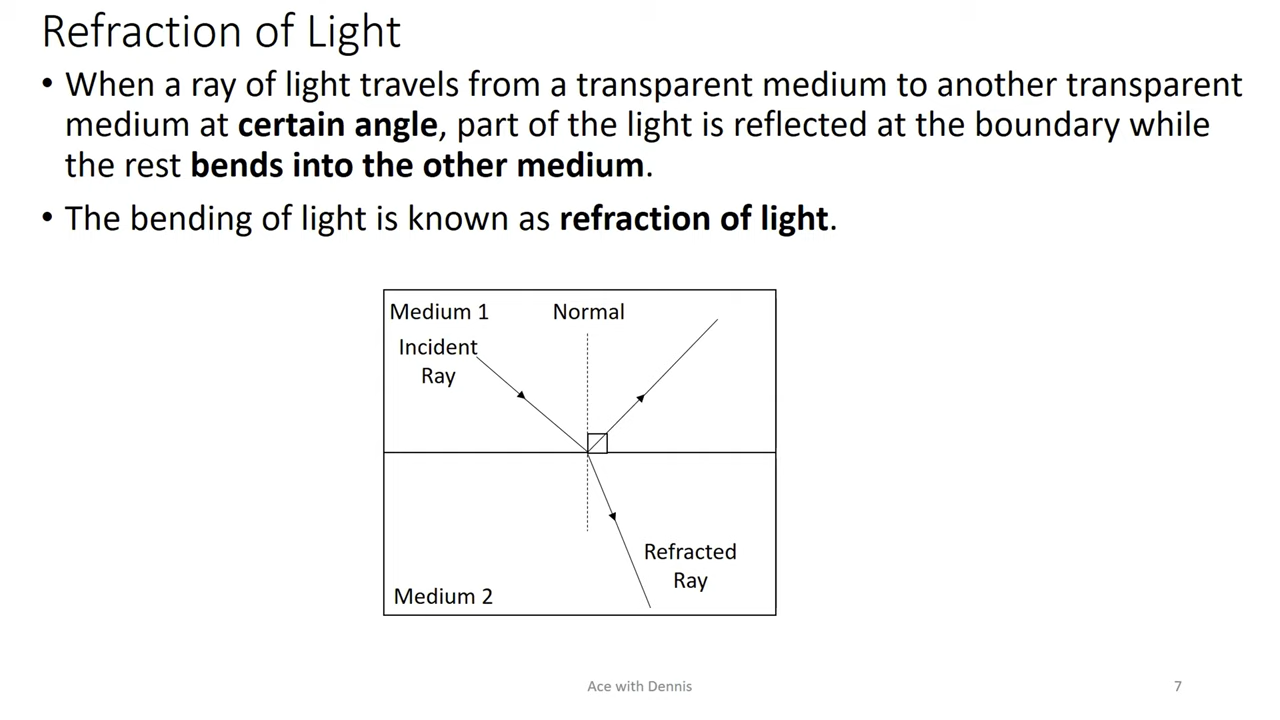 Refraction of Light
• When a ray of light travels from a transparent medium to another transparent
medium at certain angle, part of the light is reflected at the boundary while
the rest bends into the other medium.
• The bending of light is known as refraction of light.
Medium 1
Normal
Incident
Ray
Refracted
Ray
Medium 2
Ace with Dennis
7